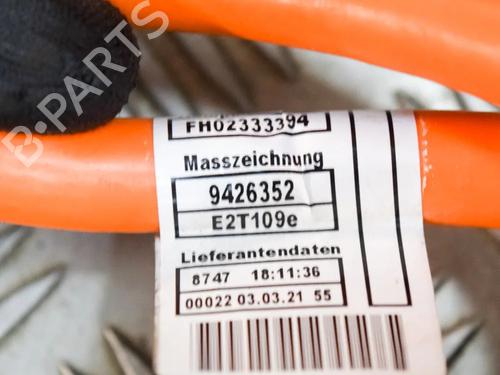 B-PARTS
FH02333394
Masszeichnung
9426352
E2T109e
Lieferantendaten
8747 18:11:36
00022 03.03.21 55